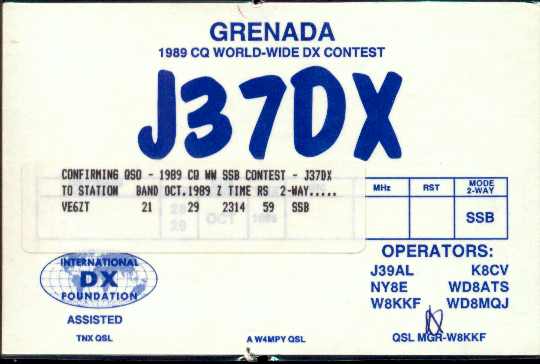 GRENADA
1989 CQ WORLD-WIDE DX CONTEST
J37DX
CONFIRMING QSO - 1989 CQ WW SSB CONTEST - J37DX
TO STATION BAND OCT.1989 Z TIME RS 2-WAY.....
VE6ZT 21 29 2314 59 SSB
MHz RST MODE 2-WAY
OCT SSB
OPERATORS:
J39AL K8CV
NY8E WD8ATS
W8KKF WD8MQJ
INTERNATIONAL
DX
FOUNDATION
ASSISTED
TNX QSL A W4MPY QSL QSL MGR-W8KKF